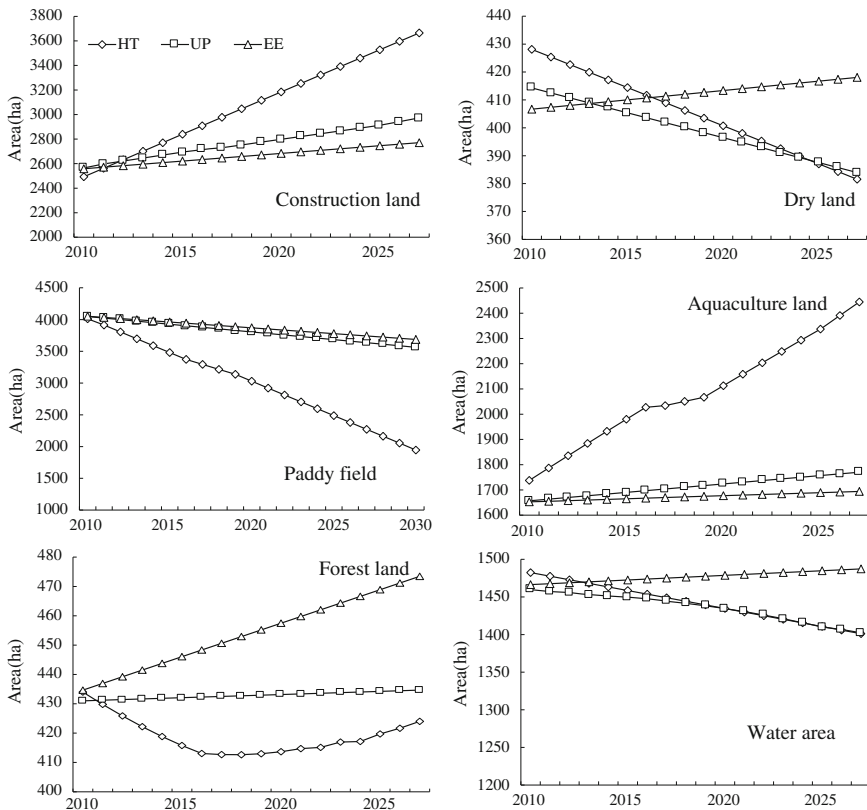 3800
3600
3400
3200
3000
2800
2600
2400
2200
2000
Area(ha)
HT UP EE
Construction land
2010 2015 2020 2025
430
420
410
400
390
380
370
360
Area(ha)
Dry land
2010 2015 2020 2025
4500
4000
3500
3000
2500
2000
1500
1000
Area(ha)
Paddy field
2010 2015 2020 2025 2030
2500
2400
2300
2200
2100
2000
1900
1800
1700
1600
Area(ha)
Aquaculture land
2010 2015 2020 2025
480
470
460
450
440
430
420
410
400
Area(ha)
Forest land
2010 2015 2020 2025
1500
1450
1400
1350
1300
1250
1200
Area(ha)
Water area
2010 2015 2020 2025